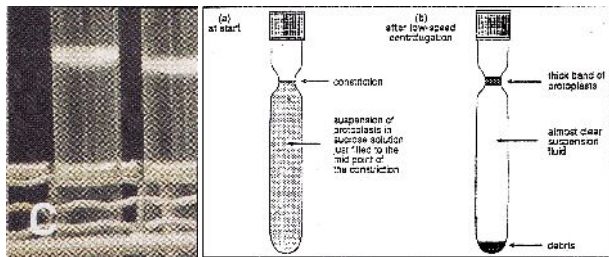 C
(a)
at start
constriction
suspension of
protoplasts in
sucrose solution
just filled to the
mid point of
the constriction
(b)
after low-speed
centrifugation
thick band of
protoplasts
almost clear
suspension
fluid
debris